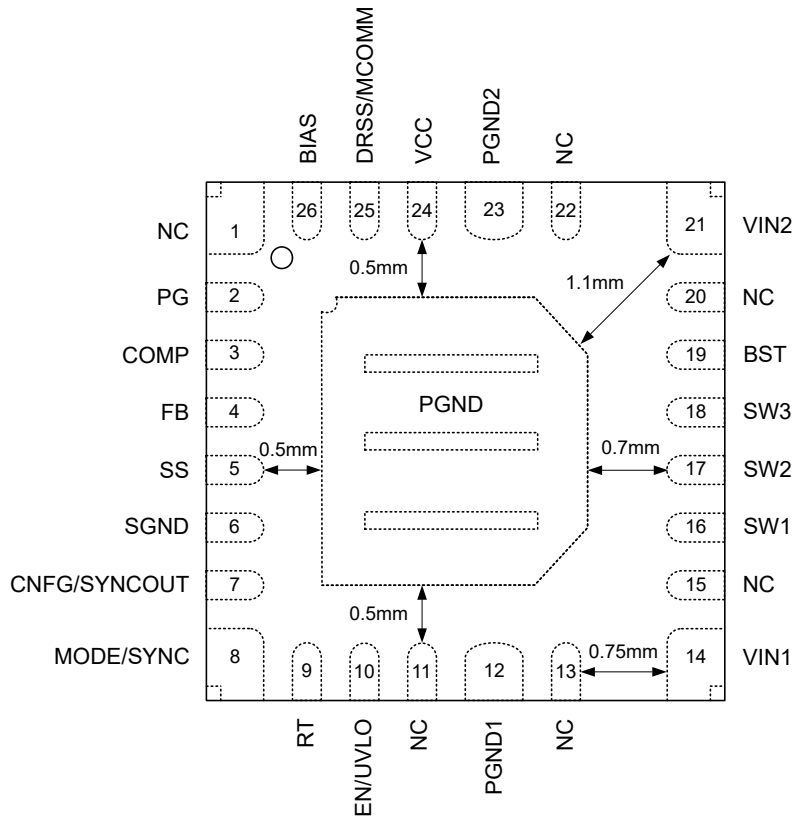 BIAS
DRSS/MCOMM
VCC
PGND2
NC
26
25
24
23
22
NC 1
21 VIN2
0.5mm
1.1mm
PG 2
20 NC
COMP 3
19 BST
FB 4
PGND
18 SW3
SS 5
0.5mm
0.7mm
17 SW2
SGND 6
16 SW1
CNFG/SYNCOUT 7
15 NC
0.5mm
MODE/SYNC 8
0.75mm
14 VIN1
9
10
11
12
13
RT
EN/UVLO
NC
PGND1
NC